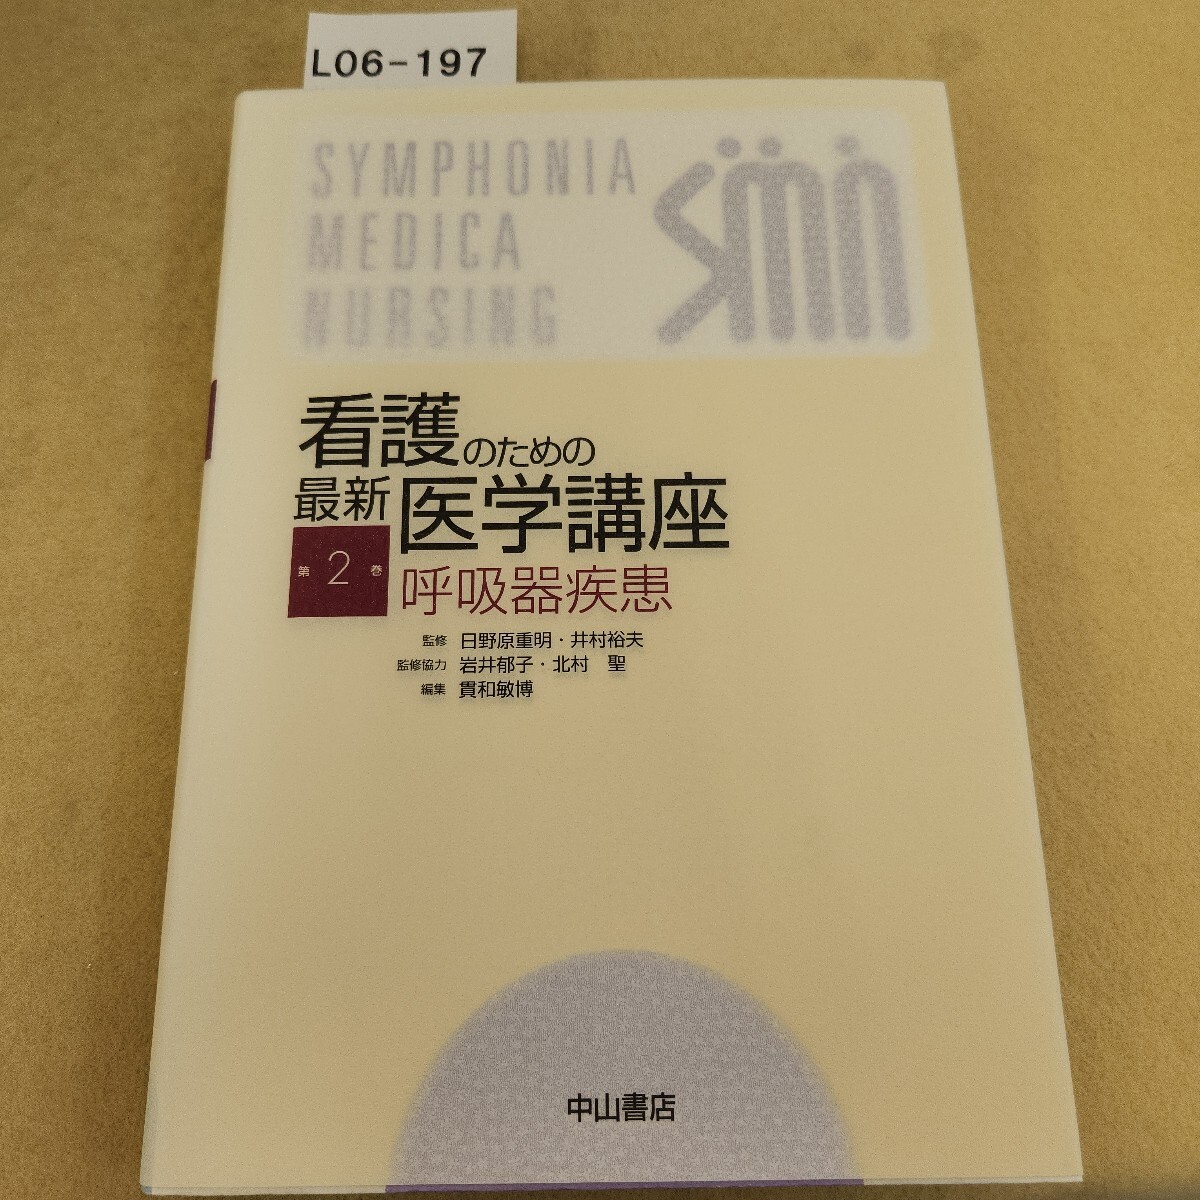 L06-197
SYMPHONIA
MEDICA
NURSING
看護のための
最新 医学講座
第2巻 呼吸器疾患
監修 日野原重明・井村裕夫
監修協力 岩井郁子・北村 聖
編集 貫和敏博
中山書店